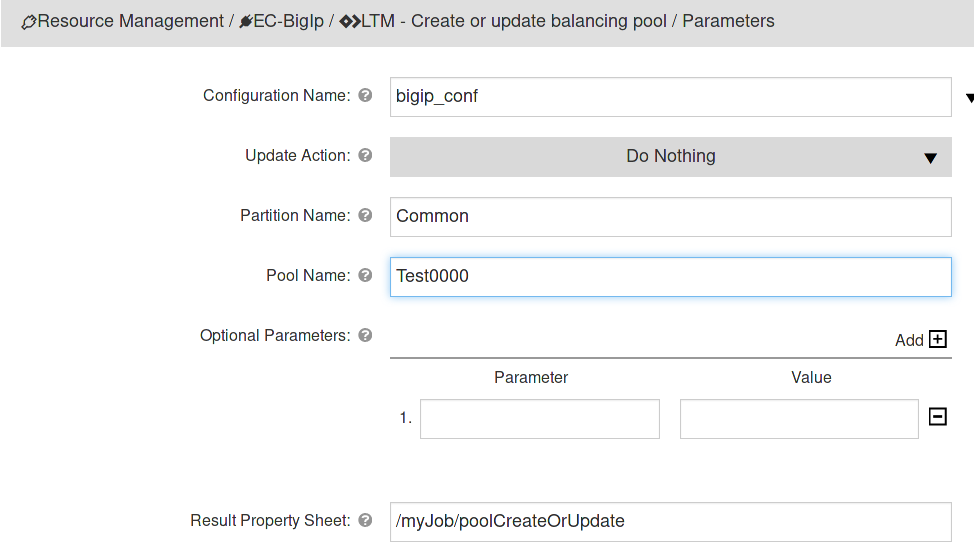 Resource Management / EC-BigIp / LTM - Create or update balancing pool / Parameters
Configuration Name: bigip_conf
Update Action: Do Nothing
Partition Name: Common
Pool Name: Test0000
Optional Parameters: Add
Parameter Value
1.
Result Property Sheet: /myJob/poolCreateOrUpdate